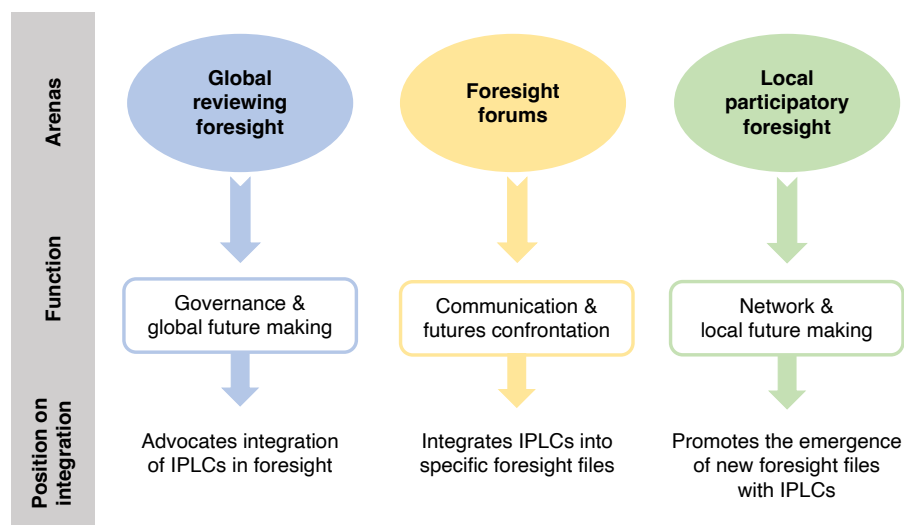 Arenas
Global
reviewing
foresight
Foresight
forums
Local
participatory
foresight
Function
Governance &
global future making
Communication &
futures confrontation
Network &
local future making
Position on
integration
Advocates integration
of IPLCs in foresight
Integrates IPLCs into
specific foresight files
Promotes the emergence
of new foresight files
with IPLCs